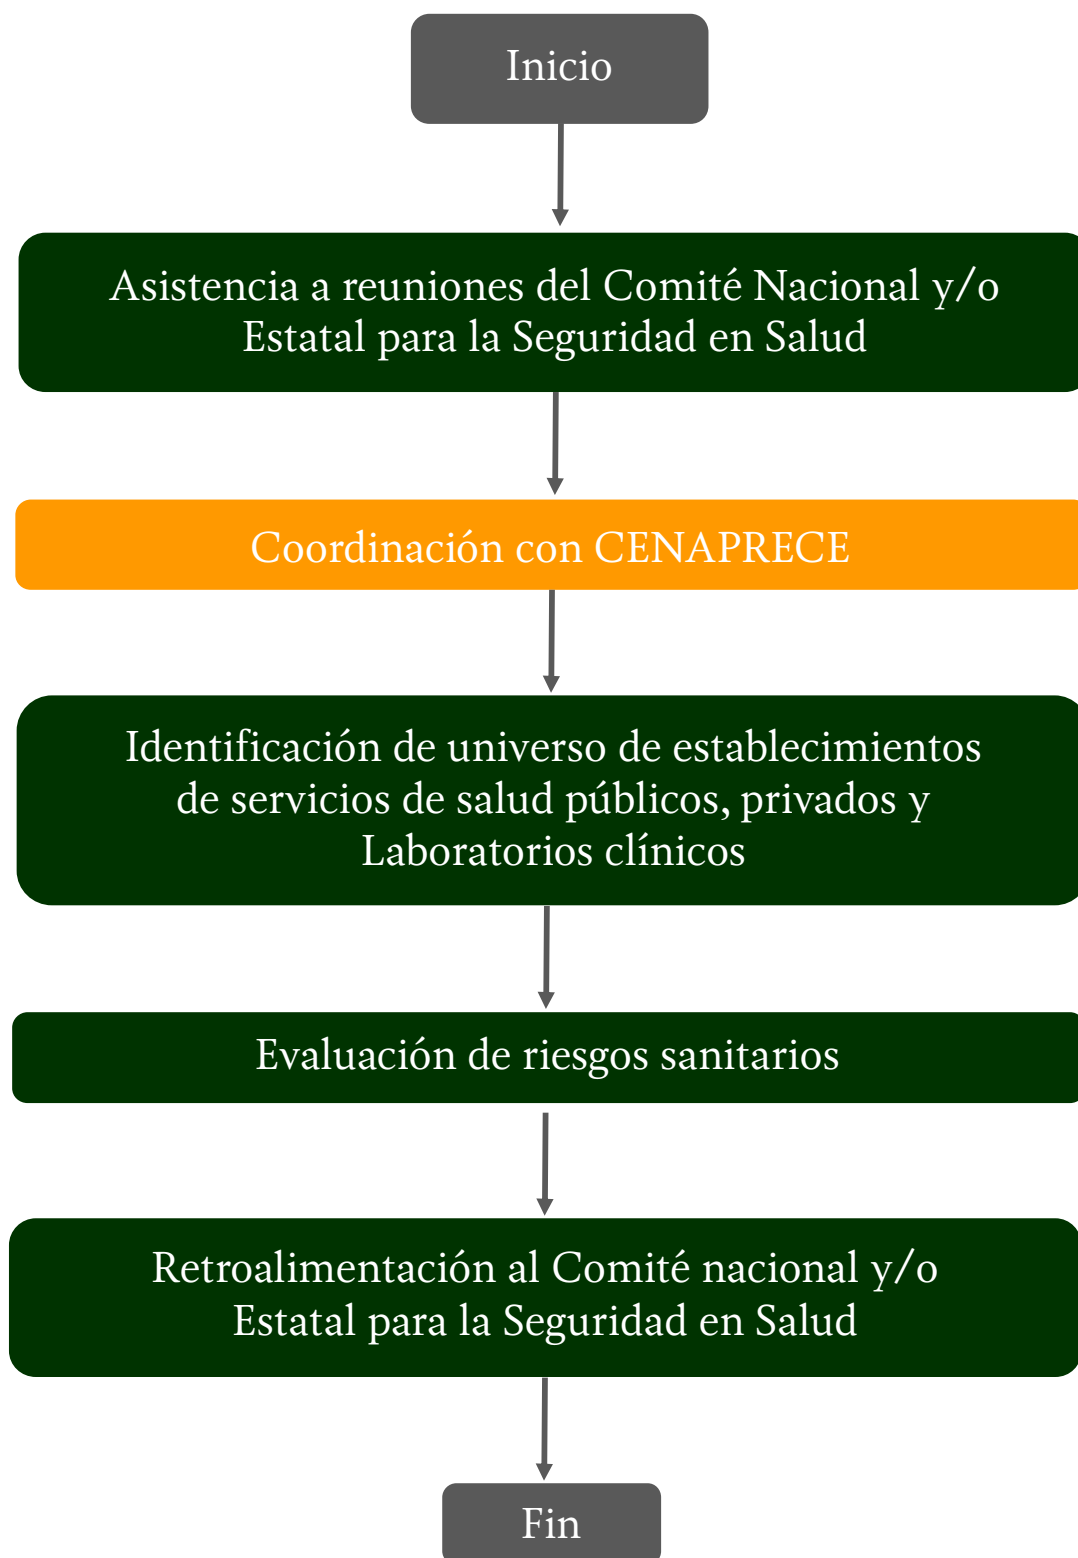 Inicio
Asistencia a reuniones del Comité Nacional y/o
Estatal para la Seguridad en Salud
Coordinación con CENAPRECE
Identificación de universo de establecimientos
de servicios de salud públicos, privados y
Laboratorios clínicos
Evaluación de riesgos sanitarios
Retroalimentación al Comité nacional y/o
Estatal para la Seguridad en Salud
Fin